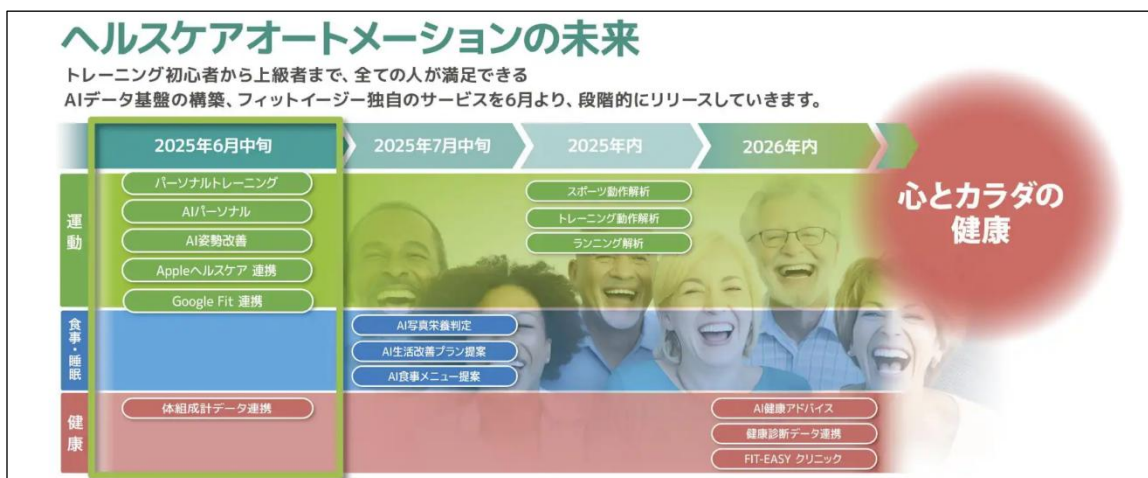 ヘルスケアオートメーションの未来
トレーニング初心者から上級者まで、全ての人が満足できる
AIデータ基盤の構築、フィットイージー独自のサービスを6月より、段階的にリリースしていきます。
2025年6月中旬
2025年7月中旬
2025年内
2026年内
心とカラダの
健康
運動
パーソナルトレーニング
AIパーソナル
AI姿勢改善
Appleヘルスケア 連携
Google Fit 連携
スポーツ動作解析
トレーニング動作解析
ランニング解析
食事・睡眠
AI写真栄養判定
AI生活改善プラン提案
AI食事メニュー提案
健康
体組成計データ連携
AI健康アドバイス
健康診断データ連携
FIT-EASY クリニック